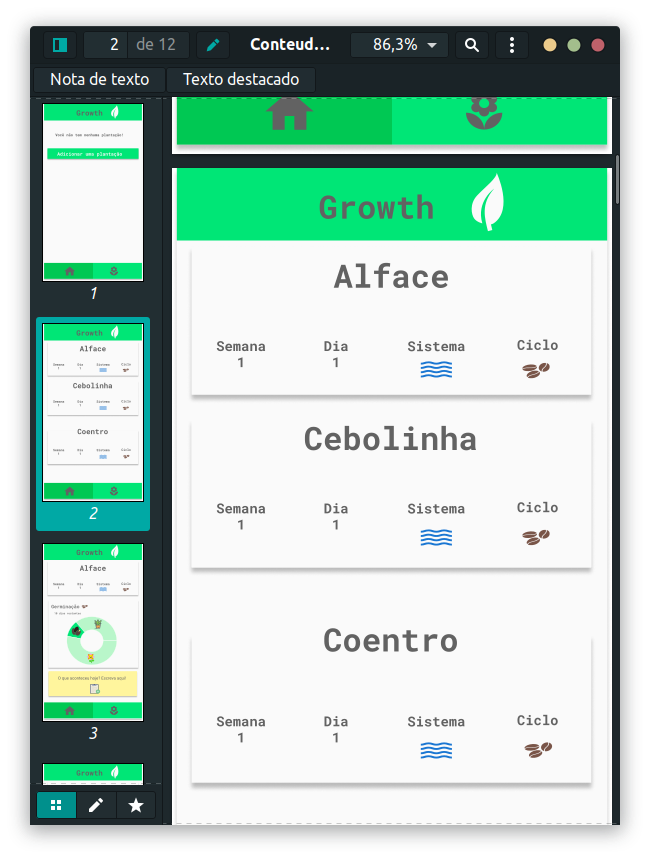 2 de 12 Conteud... 86,3%
Nota de texto Texto destacado
Growth
Você não tem nenhuma plantação!
Adicionar uma plantação
1
Growth
Alface
Semana Dia Sistema Ciclo
1 1
Cebolinha
Semana Dia Sistema Ciclo
1 1
Coentro
Semana Dia Sistema Ciclo
1 1
2
Growth
Alface
Semana Dia Sistema Ciclo
1 1
Germinação
O que aconteceu hoje? Escreva aqui!
3
Growth
Growth
Alface
Semana Dia Sistema Ciclo
1 1
Cebolinha
Semana Dia Sistema Ciclo
1 1
Coentro
Semana Dia Sistema Ciclo
1 1